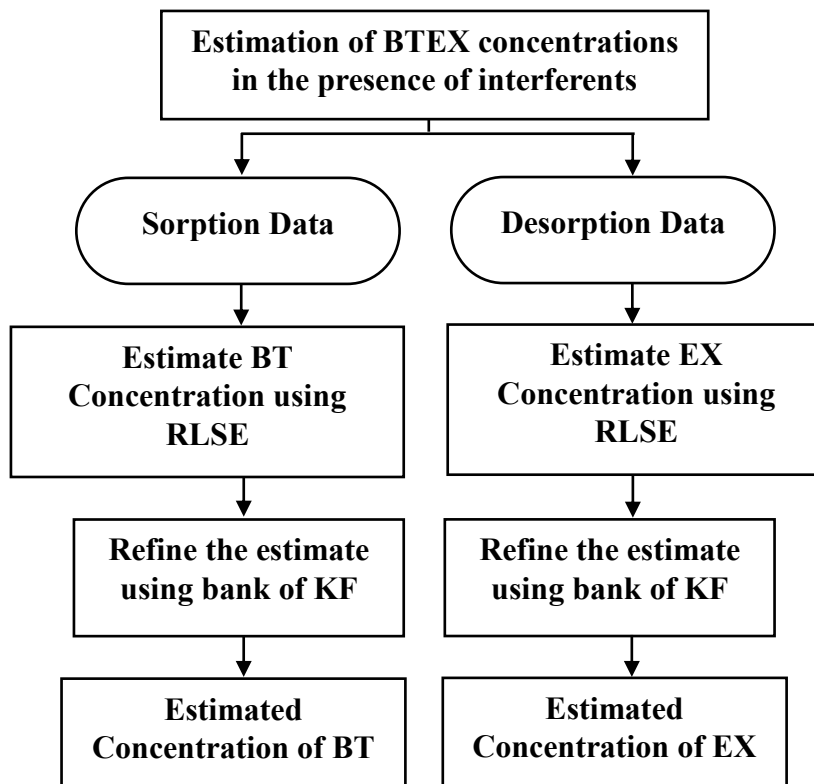 Estimation of BTEX concentrations
in the presence of interferents
Sorption Data
Desorption Data
Estimate BT
Concentration using
RLSE
Estimate EX
Concentration using
RLSE
Refine the estimate
using bank of KF
Refine the estimate
using bank of KF
Estimated
Concentration of BT
Estimated
Concentration of EX